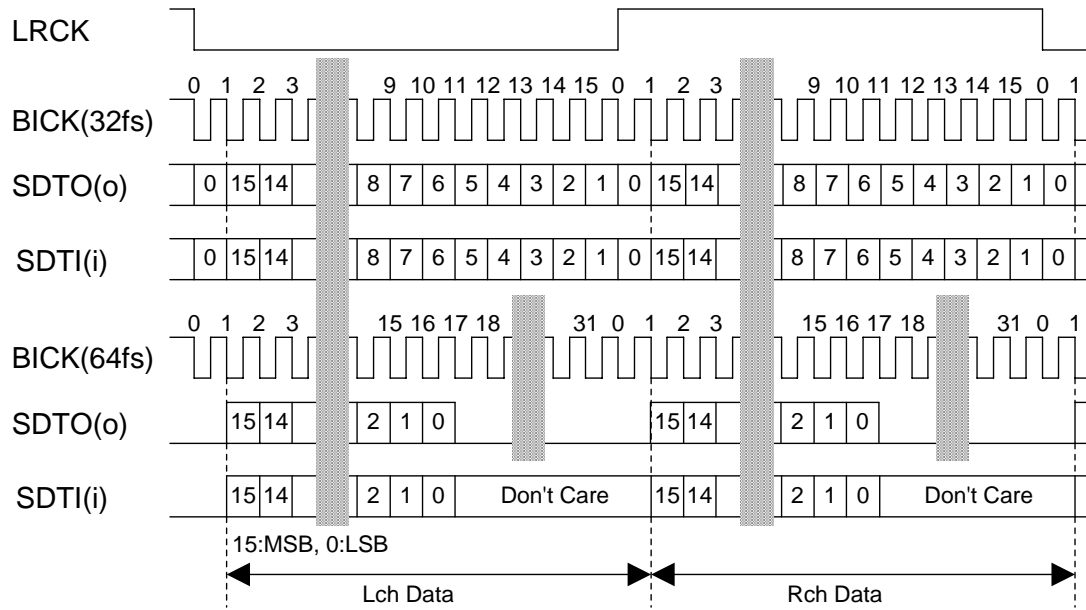 LRCK
0 1 2 3 9 10 11 12 13 14 15 0 1 2 3 9 10 11 12 13 14 15 0 1
BICK(32fs)
SDTO(o) 0 15 14 8 7 6 5 4 3 2 1 0 15 14 8 7 6 5 4 3 2 1 0
SDTI(i) 0 15 14 8 7 6 5 4 3 2 1 0 15 14 8 7 6 5 4 3 2 1 0
0 1 2 3 15 16 17 18 31 0 1 2 3 15 16 17 18 31 0 1
BICK(64fs)
SDTO(o) 15 14 2 1 0 15 14 2 1 0
SDTI(i) 15 14 2 1 0 Don't Care 15 14 2 1 0 Don't Care
15:MSB, 0:LSB
Lch Data Rch Data